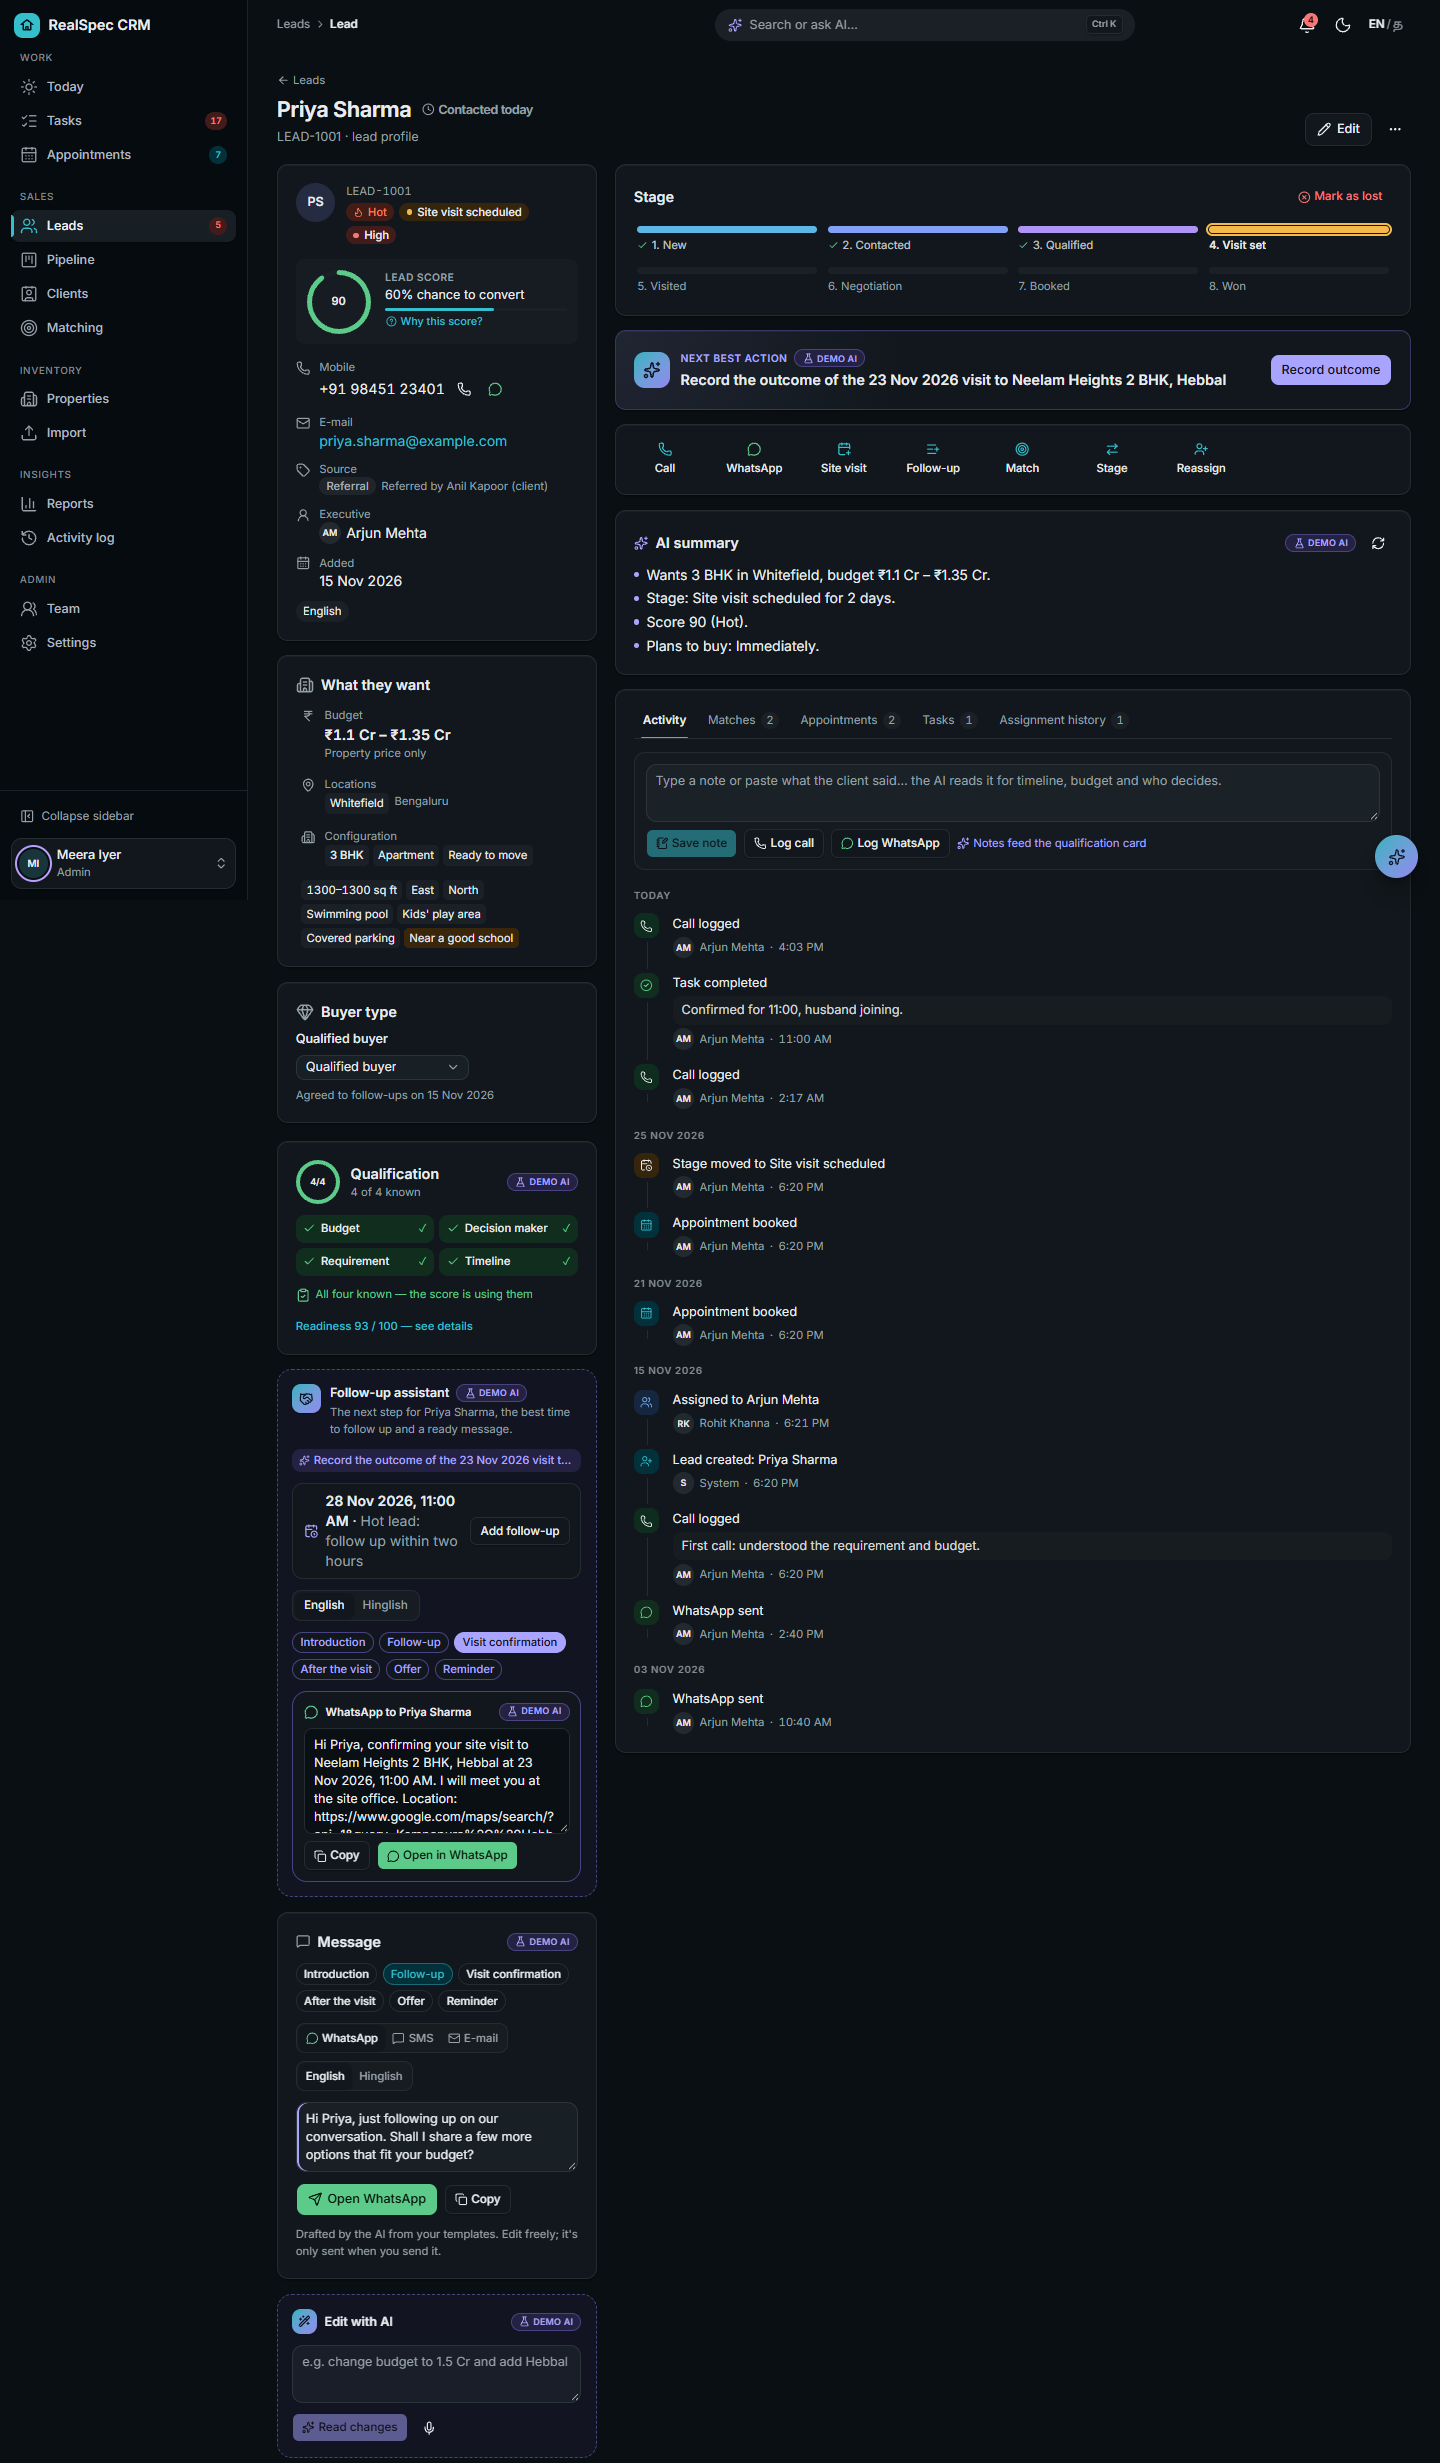 RealSpec CRM
WORK
Today
Tasks 17
Appointments 7
SALES
Leads 5
Pipeline
Clients
Matching
INVENTORY
Properties
Import
INSIGHTS
Reports
Activity log
ADMIN
Team
Settings
Collapse sidebar
MI Meera Iyer
Admin
Leads > Lead
Search or ask AI... Ctrl K
4
EN / த
← Leads
Priya Sharma Contacted today
LEAD-1001 · lead profile
Edit
PS
LEAD-1001
Hot Site visit scheduled
High
90
LEAD SCORE
60% chance to convert
Why this score?
Mobile
+91 98451 23401
E-mail
priya.sharma@example.com
Source
Referral Referred by Anil Kapoor (client)
Executive
AM Arjun Mehta
Added
15 Nov 2026
English
What they want
Budget
₹1.1 Cr – ₹1.35 Cr
Property price only
Locations
Whitefield Bengaluru
Configuration
3 BHK Apartment Ready to move
1300–1300 sq ft East North
Swimming pool Kids' play area
Covered parking Near a good school
Buyer type
Qualified buyer
Qualified buyer
Agreed to follow-ups on 15 Nov 2026
4/4
Qualification DEMO AI
4 of 4 known
✓ Budget ✓ ✓ Decision maker ✓
✓ Requirement ✓ ✓ Timeline ✓
All four known — the score is using them
Readiness 93 / 100 — see details
Follow-up assistant DEMO AI
The next step for Priya Sharma, the best time
to follow up and a ready message.
Record the outcome of the 23 Nov 2026 visit t...
28 Nov 2026, 11:00
AM · Hot lead:
follow up within two
hours
Add follow-up
English Hinglish
Introduction Follow-up Visit confirmation
After the visit Offer Reminder
WhatsApp to Priya Sharma DEMO AI
Hi Priya, confirming your site visit to
Neelam Heights 2 BHK, Hebbal at 23
Nov 2026, 11:00 AM. I will meet you at
the site office. Location:
https://www.google.com/maps/search/?
Copy Open in WhatsApp
Message DEMO AI
Introduction Follow-up Visit confirmation
After the visit Offer Reminder
WhatsApp SMS E-mail
English Hinglish
Hi Priya, just following up on our
conversation. Shall I share a few more
options that fit your budget?
Open WhatsApp Copy
Drafted by the AI from your templates. Edit freely; it's
only sent when you send it.
Edit with AI DEMO AI
e.g. change budget to 1.5 Cr and add Hebbal
Read changes
Stage Mark as lost
✓ 1. New ✓ 2. Contacted ✓ 3. Qualified 4. Visit set
5. Visited 6. Negotiation 7. Booked 8. Won
NEXT BEST ACTION DEMO AI
Record the outcome of the 23 Nov 2026 visit to Neelam Heights 2 BHK, Hebbal
Record outcome
Call WhatsApp Site visit Follow-up Match Stage Reassign
AI summary DEMO AI
• Wants 3 BHK in Whitefield, budget ₹1.1 Cr – ₹1.35 Cr.
• Stage: Site visit scheduled for 2 days.
• Score 90 (Hot).
• Plans to buy: Immediately.
Activity Matches 2 Appointments 2 Tasks 1 Assignment history 1
Type a note or paste what the client said... the AI reads it for timeline, budget and who decides.
Save note Log call Log WhatsApp Notes feed the qualification card
TODAY
Call logged
AM Arjun Mehta · 4:03 PM
Task completed
Confirmed for 11:00, husband joining.
AM Arjun Mehta · 11:00 AM
Call logged
AM Arjun Mehta · 2:17 AM
25 NOV 2026
Stage moved to Site visit scheduled
AM Arjun Mehta · 6:20 PM
Appointment booked
AM Arjun Mehta · 6:20 PM
21 NOV 2026
Appointment booked
AM Arjun Mehta · 6:20 PM
15 NOV 2026
Assigned to Arjun Mehta
RK Rohit Khanna · 6:21 PM
Lead created: Priya Sharma
S System · 6:20 PM
Call logged
First call: understood the requirement and budget.
AM Arjun Mehta · 6:20 PM
WhatsApp sent
AM Arjun Mehta · 2:40 PM
03 NOV 2026
WhatsApp sent
AM Arjun Mehta · 10:40 AM